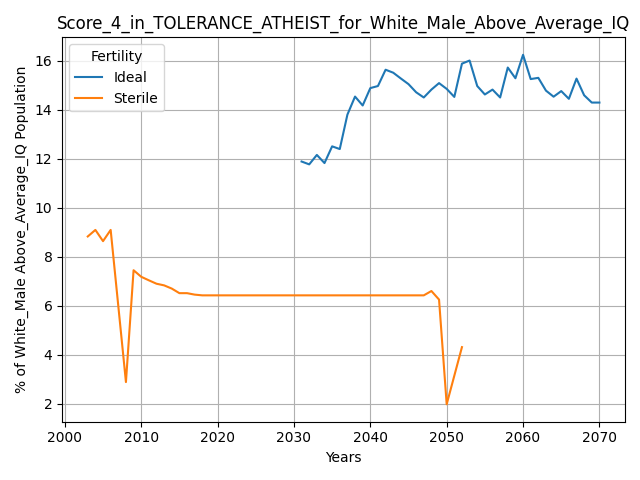 Score_4_in_TOLERANCE_ATHEIST_for_White_Male_Above_Average_IQ
% of White_Male Above_Average_IQ Population
16
14
12
10
8
6
4
2
Fertility
Ideal
Sterile
2000 2010 2020 2030 2040 2050 2060 2070
Years